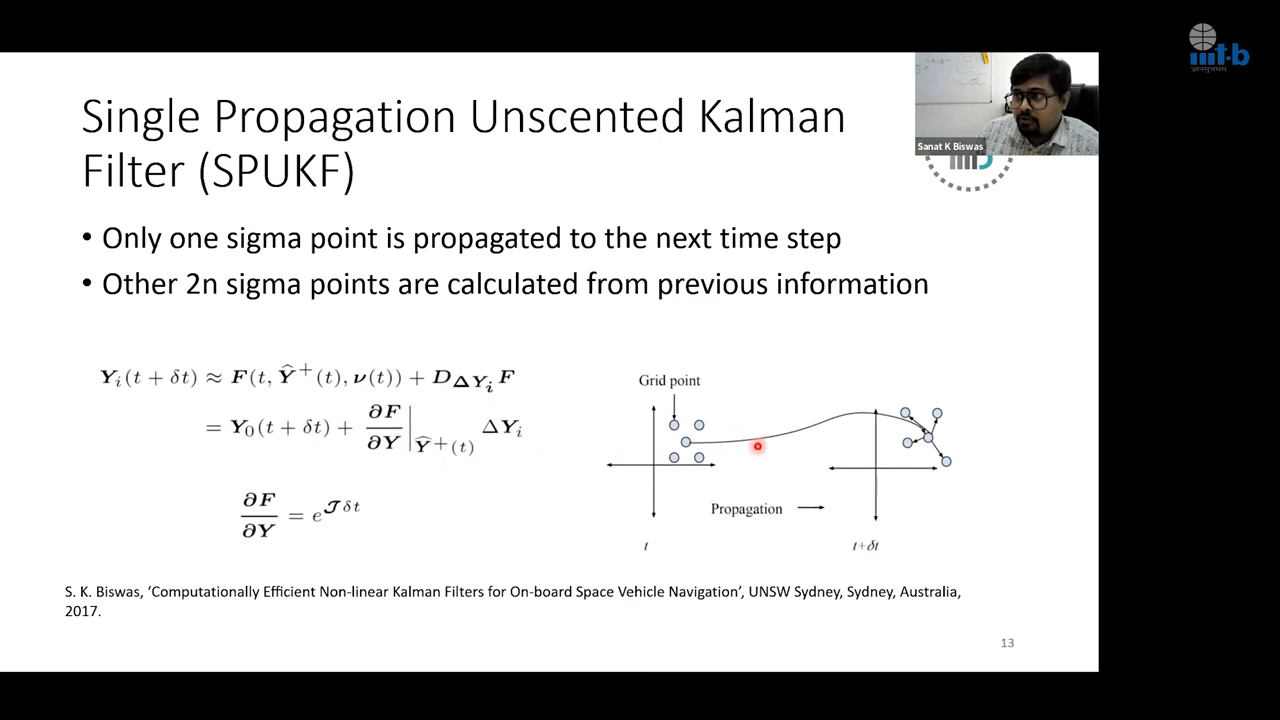 Single Propagation Unscented Kalman
Filter (SPUKF)
Sanat K Biswas
• Only one sigma point is propagated to the next time step
• Other 2n sigma points are calculated from previous information
Y_i(t + δt) ≈ F(t, Ŷ⁺(t), ν(t)) + D_{ΔY_i} F
= Y_0(t + δt) + ∂F/∂Y |_{Ŷ⁺(t)} ΔY_i
∂F/∂Y = e^{𝓙δt}
Grid point
Propagation
t
t+δt
S. K. Biswas, ‘Computationally Efficient Non-linear Kalman Filters for On-board Space Vehicle Navigation’, UNSW Sydney, Sydney, Australia,
2017.
13